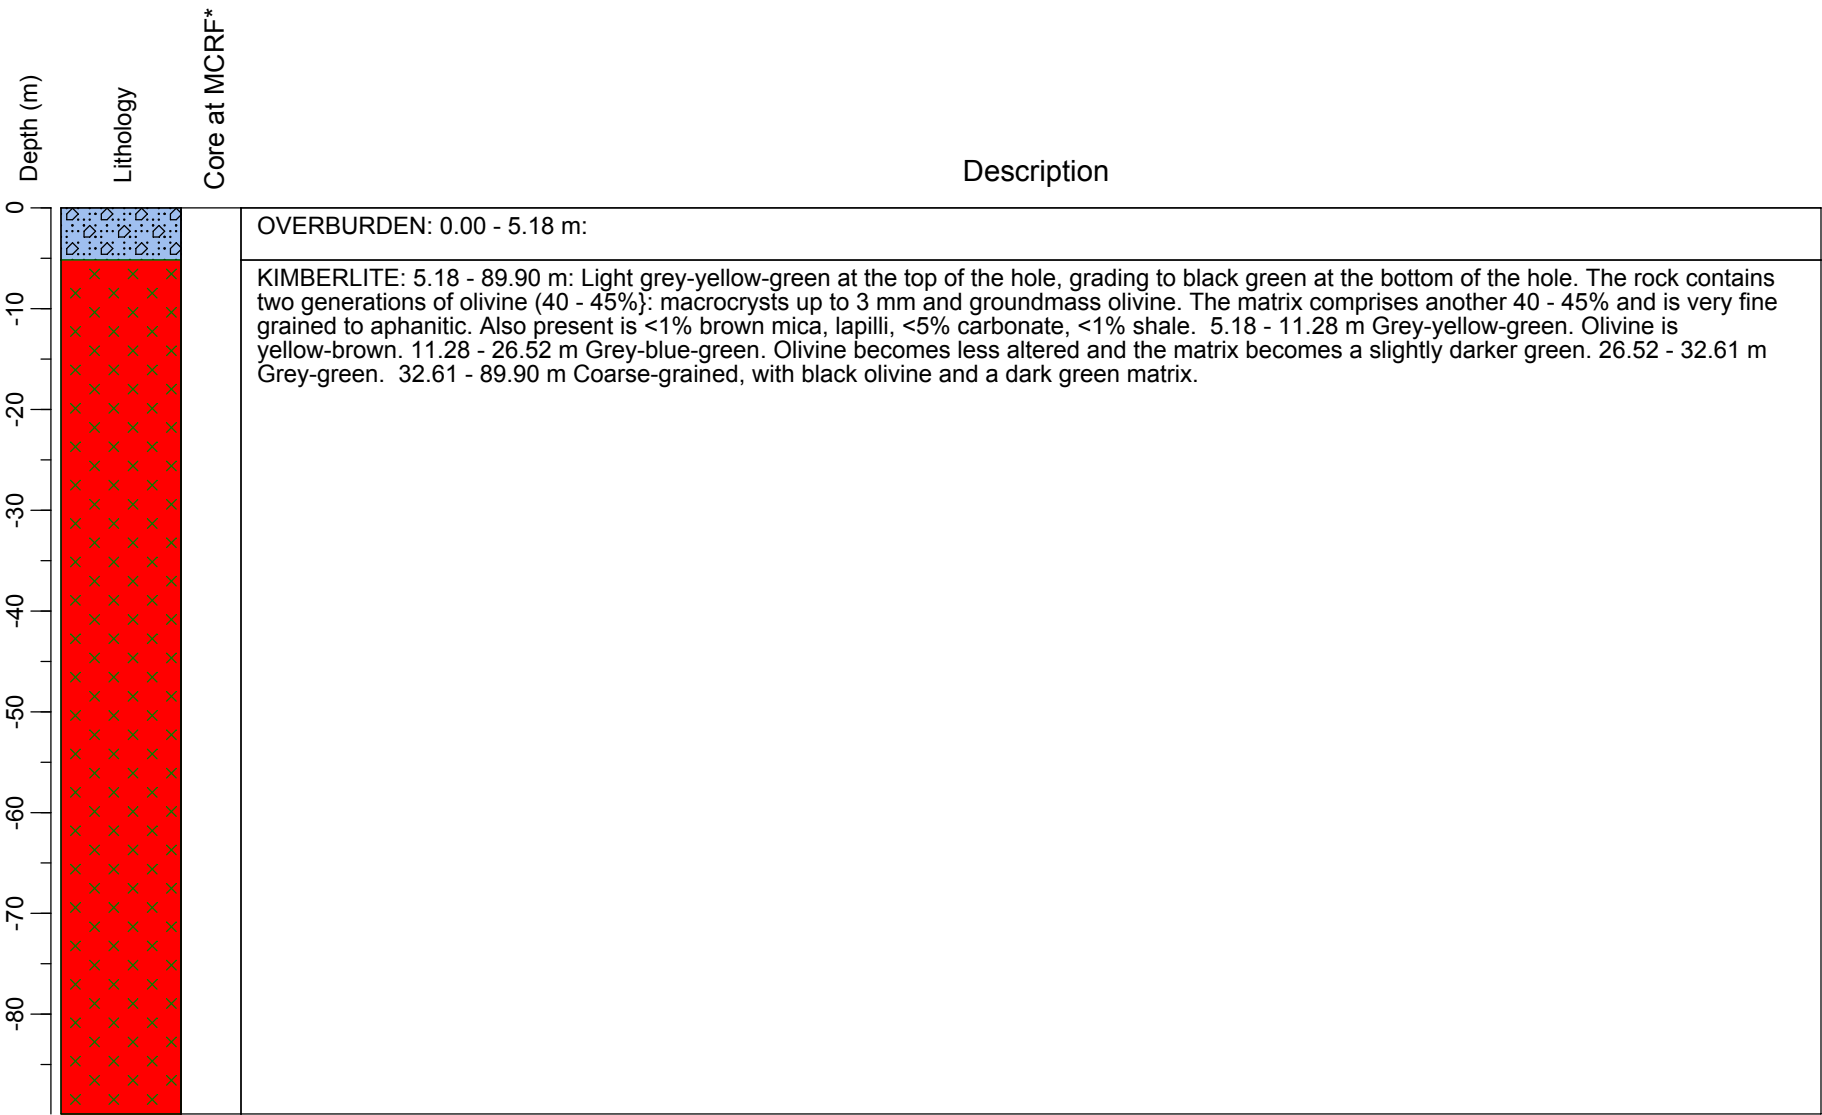 Depth (m)
Lithology
Core at MCRF*
Description
0
-10
-20
-30
-40
-50
-60
-70
-80
OVERBURDEN: 0.00 - 5.18 m:
KIMBERLITE: 5.18 - 89.90 m: Light grey-yellow-green at the top of the hole, grading to black green at the bottom of the hole. The rock contains
two generations of olivine (40 - 45%}: macrocrysts up to 3 mm and groundmass olivine. The matrix comprises another 40 - 45% and is very fine
grained to aphanitic. Also present is <1% brown mica, lapilli, <5% carbonate, <1% shale.  5.18 - 11.28 m Grey-yellow-green. Olivine is
yellow-brown. 11.28 - 26.52 m Grey-blue-green. Olivine becomes less altered and the matrix becomes a slightly darker green. 26.52 - 32.61 m
Grey-green.  32.61 - 89.90 m Coarse-grained, with black olivine and a dark green matrix.